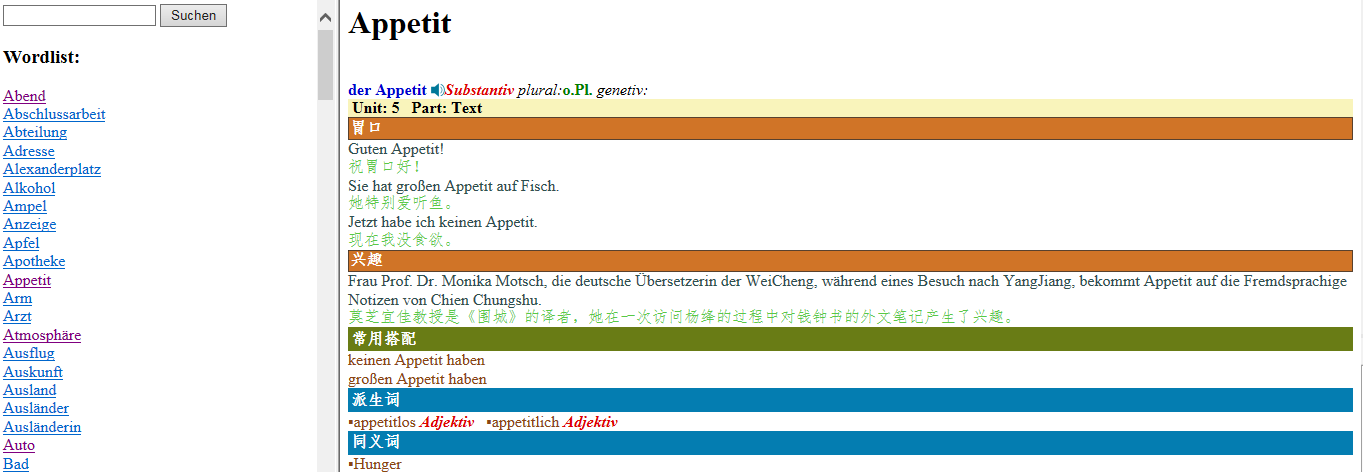 Suchen
Wordlist:
Abend
Abschlussarbeit
Abteilung
Adresse
Alexanderplatz
Alkohol
Ampel
Anzeige
Apfel
Apotheke
Appetit
Arm
Arzt
Atmosphäre
Ausflug
Auskunft
Ausland
Ausländer
Ausländerin
Auto
Bad
Appetit
der Appetit Substantiv plural:o.Pl. genetiv:
Unit: 5 Part: Text
胃口
Guten Appetit!
祝胃口好！
Sie hat großen Appetit auf Fisch.
她特别爱听鱼。
Jetzt habe ich keinen Appetit.
现在我没食欲。
兴趣
Frau Prof. Dr. Monika Motsch, die deutsche Übersetzerin der WeiCheng, während eines Besuch nach YangJiang, bekommt Appetit auf die Fremdsprachige
Notizen von Chien Chungshu.
莫芝宜佳教授是《围城》的译者，她在一次访问杨绛的过程中对钱钟书的外文笔记产生了兴趣。
常用搭配
keinen Appetit haben
großen Appetit haben
派生词
▪appetitlos Adjektiv ▪appetitlich Adjektiv
同义词
▪Hunger